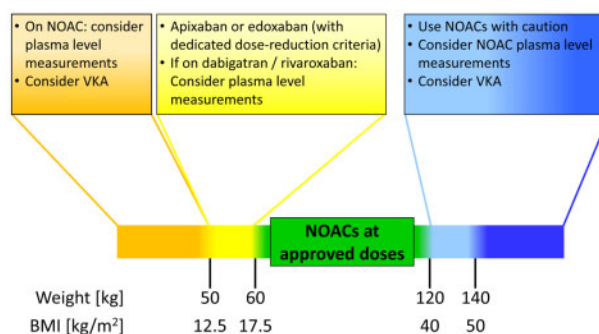 • On NOAC: consider
plasma level
measurements
• Consider VKA
• Apixaban or edoxaban (with
dedicated dose-reduction criteria)
• If on dabigatran / rivaroxaban:
Consider plasma level
measurements
• Use NOACs with caution
• Consider NOAC plasma level
measurements
• Consider VKA
NOACs at
approved doses
Weight [kg] 50 60 120 140
BMI [kg/m²] 12.5 17.5 40 50